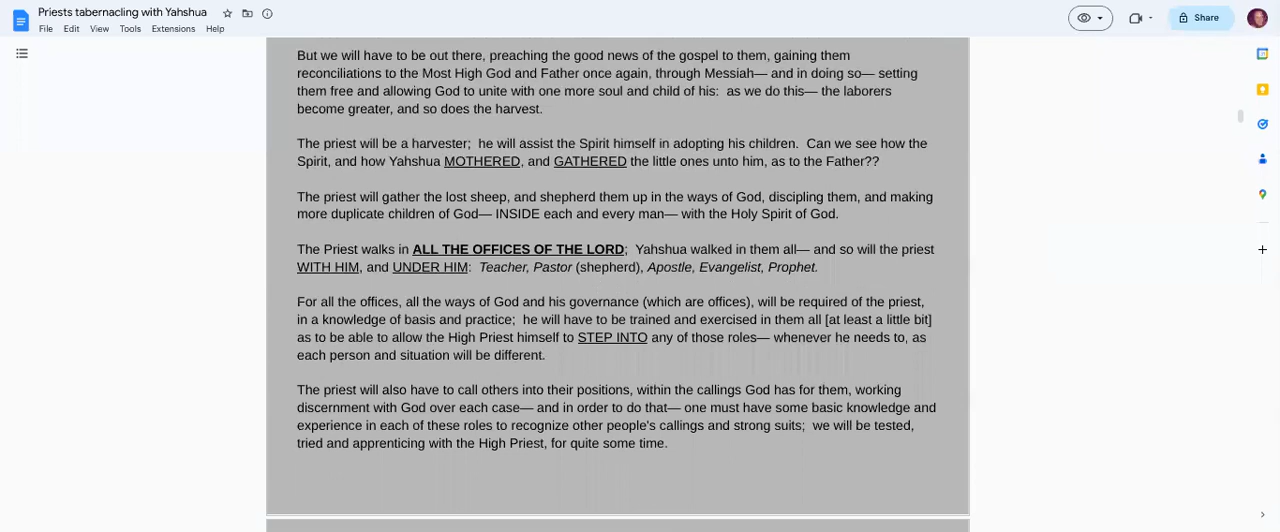 Priests tabernacling with Yahshua
File Edit View Tools Extensions Help
Share
But we will have to be out there, preaching the good news of the gospel to them, gaining them
reconciliations to the Most High God and Father once again, through Messiah— and in doing so— setting
them free and allowing God to unite with one more soul and child of his:  as we do this— the laborers
become greater, and so does the harvest.
The priest will be a harvester;  he will assist the Spirit himself in adopting his children.  Can we see how the
Spirit, and how Yahshua MOTHERED, and GATHERED the little ones unto him, as to the Father??
The priest will gather the lost sheep, and shepherd them up in the ways of God, discipling them, and making
more duplicate children of God— INSIDE each and every man— with the Holy Spirit of God.
The Priest walks in ALL THE OFFICES OF THE LORD;  Yahshua walked in them all— and so will the priest
WITH HIM, and UNDER HIM:  Teacher, Pastor (shepherd), Apostle, Evangelist, Prophet.
For all the offices, all the ways of God and his governance (which are offices), will be required of the priest,
in a knowledge of basis and practice;  he will have to be trained and exercised in them all [at least a little bit]
as to be able to allow the High Priest himself to STEP INTO any of those roles— whenever he needs to, as
each person and situation will be different.
The priest will also have to call others into their positions, within the callings God has for them, working
discernment with God over each case— and in order to do that— one must have some basic knowledge and
experience in each of these roles to recognize other people's callings and strong suits;  we will be tested,
tried and apprenticing with the High Priest, for quite some time.